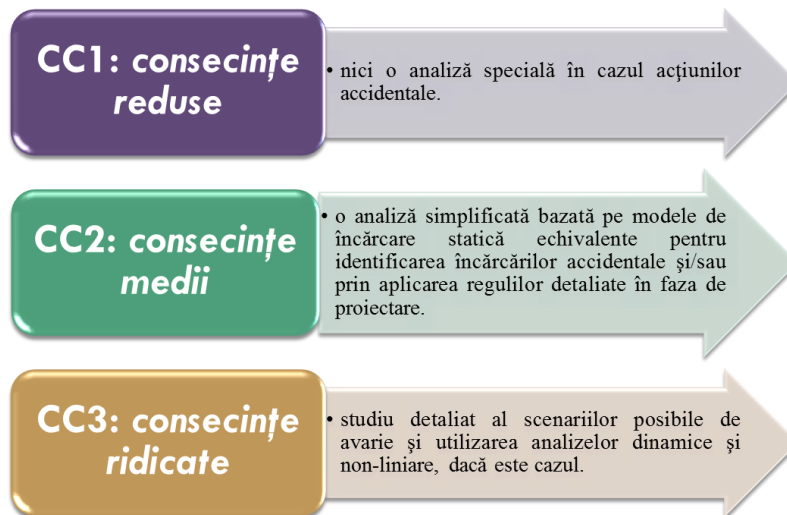 CC1: consecințe
reduse
• nici o analiză specială în cazul acţiunilor
accidentale.
CC2: consecințe
medii
• o analiză simplificată bazată pe modele de
încărcare statică echivalente pentru
identificarea încărcărilor accidentale şi/sau
prin aplicarea regulilor detaliate în faza de
proiectare.
CC3: consecințe
ridicate
• studiu detaliat al scenariilor posibile de
avarie şi utilizarea analizelor dinamice şi
non-liniare, dacă este cazul.